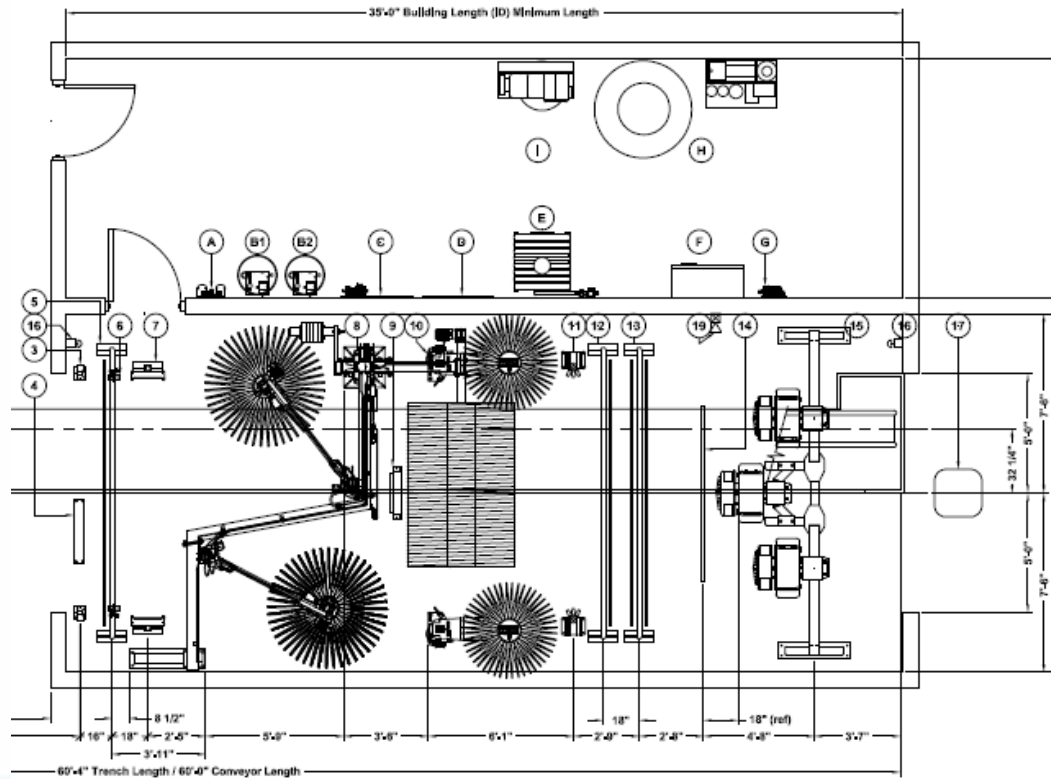 35'-0" Building Length (ID) Minimum Length
I
H
E
A
B1
B2
C
D
F
G
5
16
6
7
8
9
10
11
12
13
19
14
15
16
17
3
4
5'-0"
7'-6"
32 1/4"
5'-0"
7'-6"
8 1/2"
18"
18" (ref)
16"
18"
2'-5"
5'-9"
3'-6"
6'-1"
2'-9"
2'-8"
4'-8"
3'-7"
3'-11"
60'-4" Trench Length / 60'-0" Conveyor Length